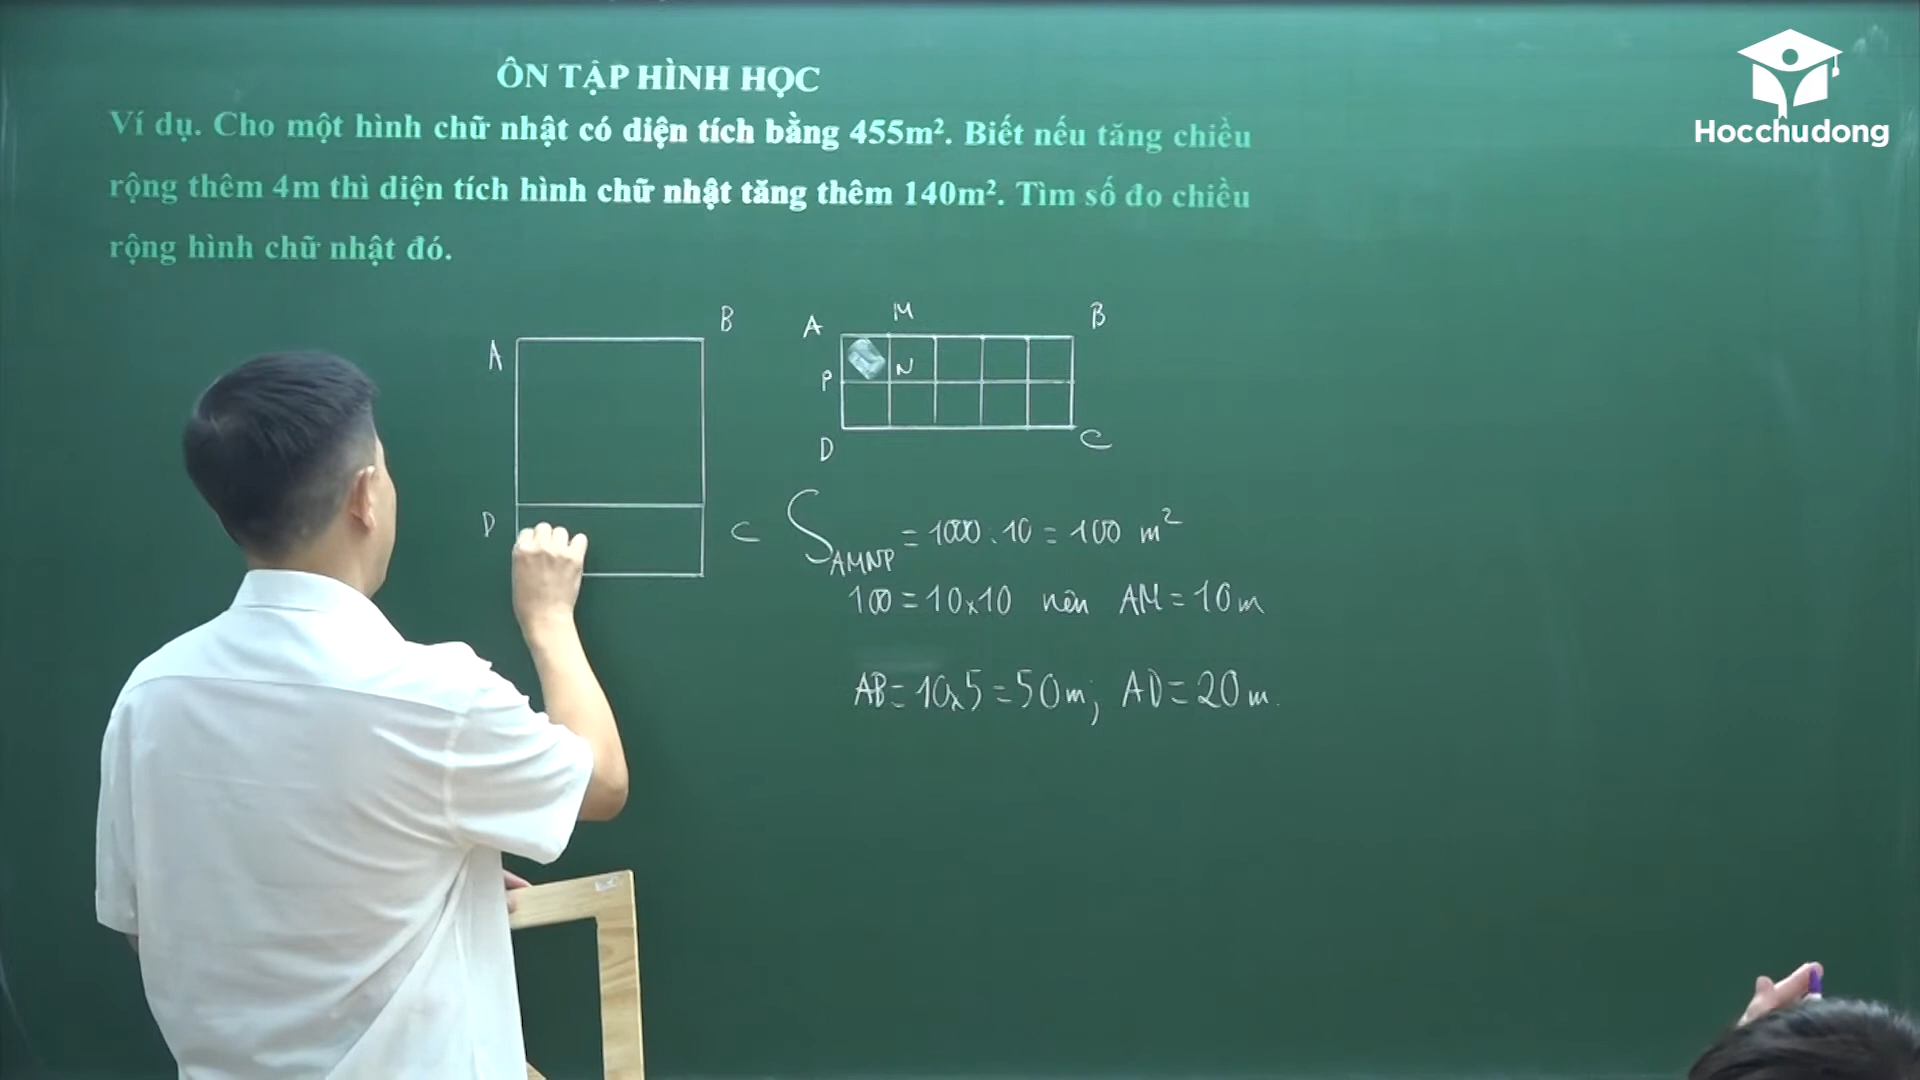 ÔN TẬP HÌNH HỌC
Ví dụ. Cho một hình chữ nhật có diện tích bằng 455m². Biết nếu tăng chiều
rộng thêm 4m thì diện tích hình chữ nhật tăng thêm 140m². Tìm số đo chiều
rộng hình chữ nhật đó.
Hocchudong
A B
D C
A M B
P N
D C
S AMNP = 1000 . 10 = 100 m²
100 = 10x10 nên AM = 10m
AB = 10x5 = 50m; AD = 20m.